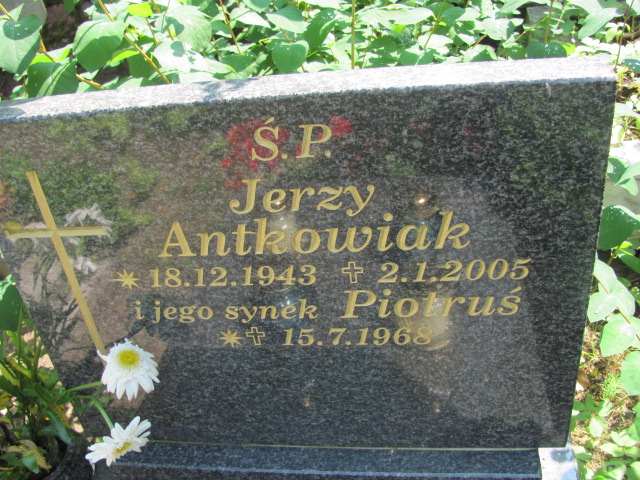 Ś.P.
Jerzy
Antkowiak
✷ 18.12.1943 ✝ 2.1.2005
i jego synek Piotruś
✷✝ 15.7.1968